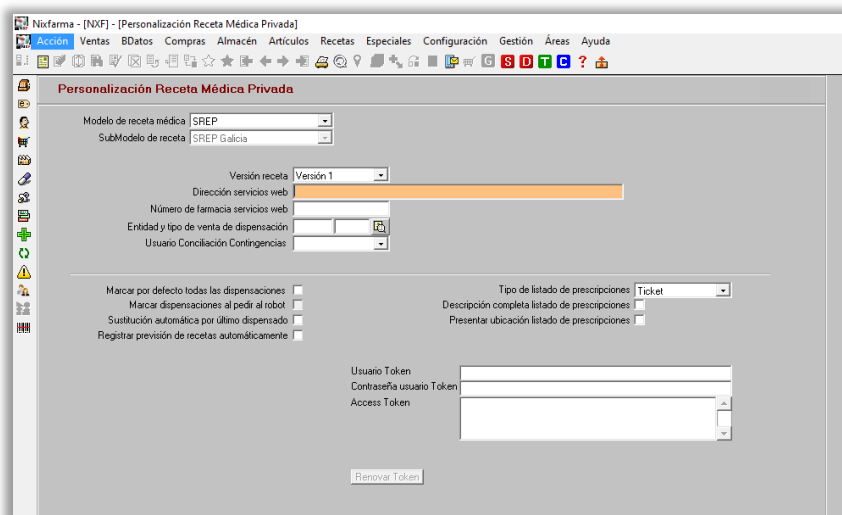 Nixfarma - [NXF] - [Personalización Receta Médica Privada]
Acción Ventas BDatos Compras Almacén Artículos Recetas Especiales Configuración Gestión Áreas Ayuda
G S D T C ?
Personalización Receta Médica Privada
Modelo de receta médica SREP
SubModelo de receta SREP Galicia
Versión receta Versión 1
Dirección servicios web
Número de farmacia servicios web
Entidad y tipo de venta de dispensación
Usuario Conciliación Contingencias
Marcar por defecto todas las dispensaciones Tipo de listado de prescripciones Ticket
Marcar dispensaciones al pedir al robot Descripción completa listado de prescripciones
Sustitución automática por último dispensado Presentar ubicación listado de prescripciones
Registrar previsión de recetas automáticamente
Usuario Token
Contraseña usuario Token
Access Token
Renovar Token